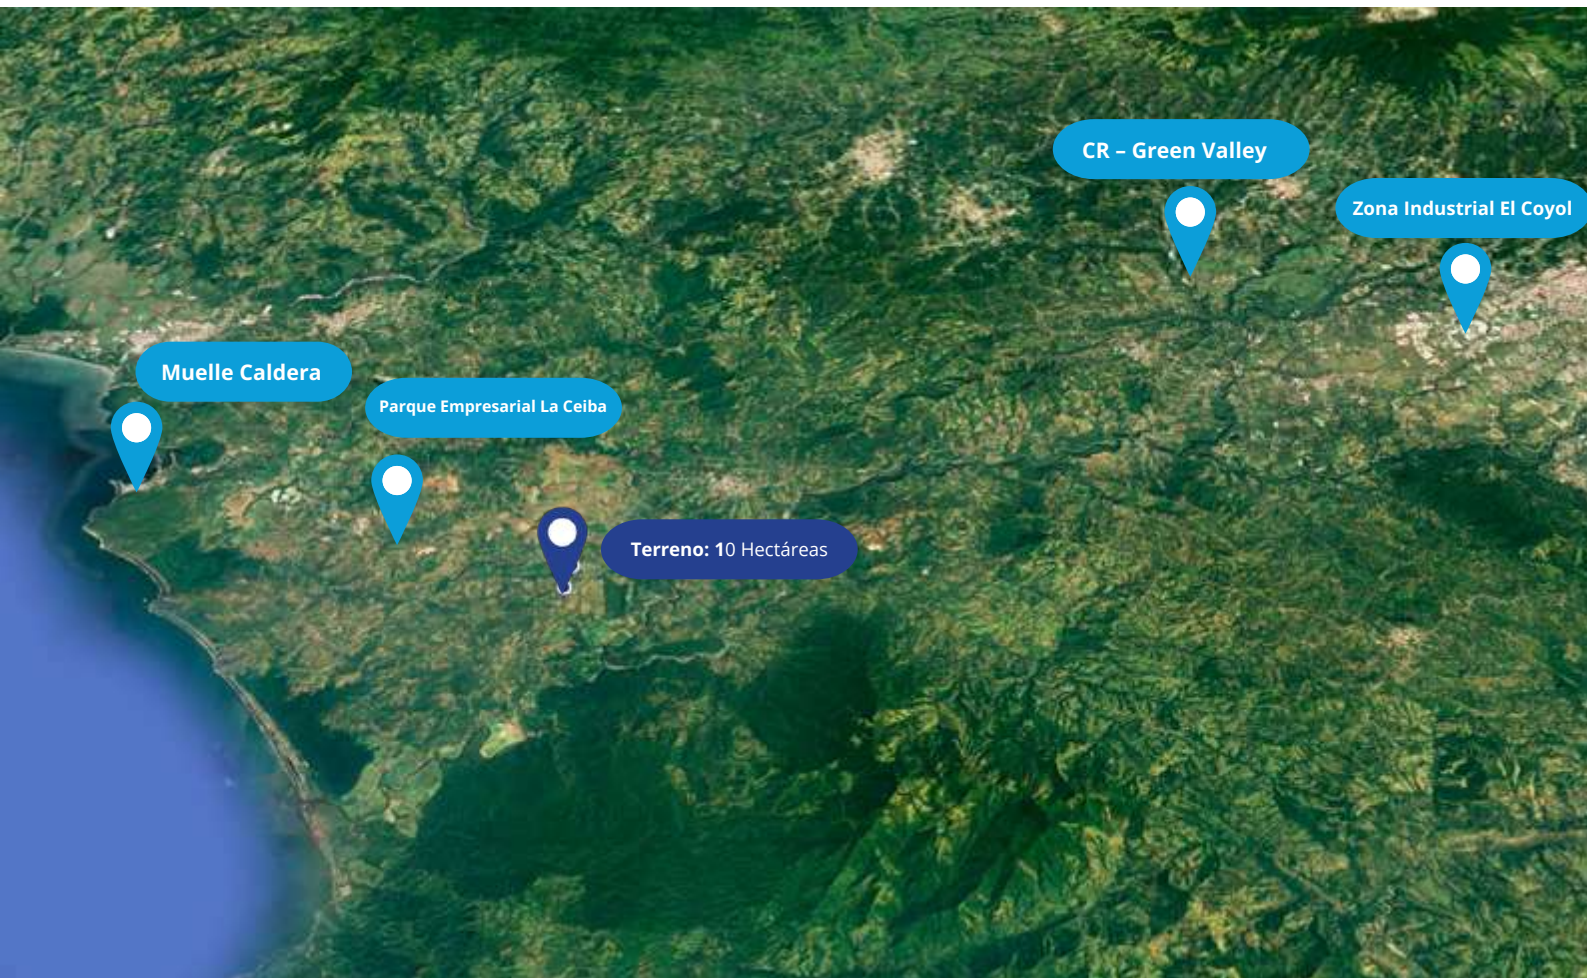 CR – Green Valley
Zona Industrial El Coyol
Muelle Caldera
Parque Empresarial La Ceiba
Terreno: 10 Hectáreas